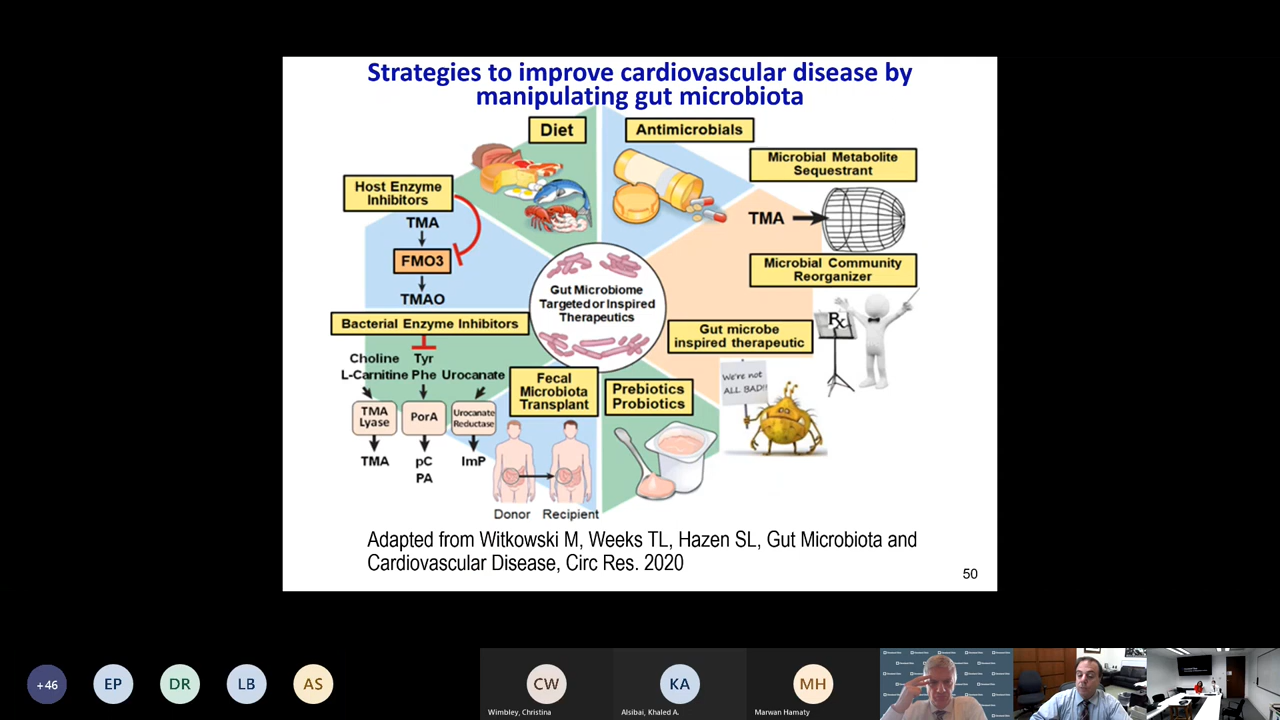 Strategies to improve cardiovascular disease by
manipulating gut microbiota
Diet
Antimicrobials
Microbial Metabolite
Sequestrant
TMA
Host Enzyme
Inhibitors
TMA
FMO3
TMAO
Microbial Community
Reorganizer
Rx
Gut Microbiome
Targeted or Inspired
Therapeutics
Bacterial Enzyme Inhibitors
Choline Tyr
L-Carnitine Phe Urocanate
TMA
Lyase
PorA
Urocanate
Reductase
TMA
pC
PA
ImP
Gut microbe
inspired therapeutic
We're not
ALL BAD!!
Fecal
Microbiota
Transplant
Prebiotics
Probiotics
Donor Recipient
Adapted from Witkowski M, Weeks TL, Hazen SL, Gut Microbiota and
Cardiovascular Disease, Circ Res. 2020
50
+46
EP
DR
LB
AS
CW
Wimbley, Christina
KA
Alsibai, Khaled A.
MH
Marwan Hamaty